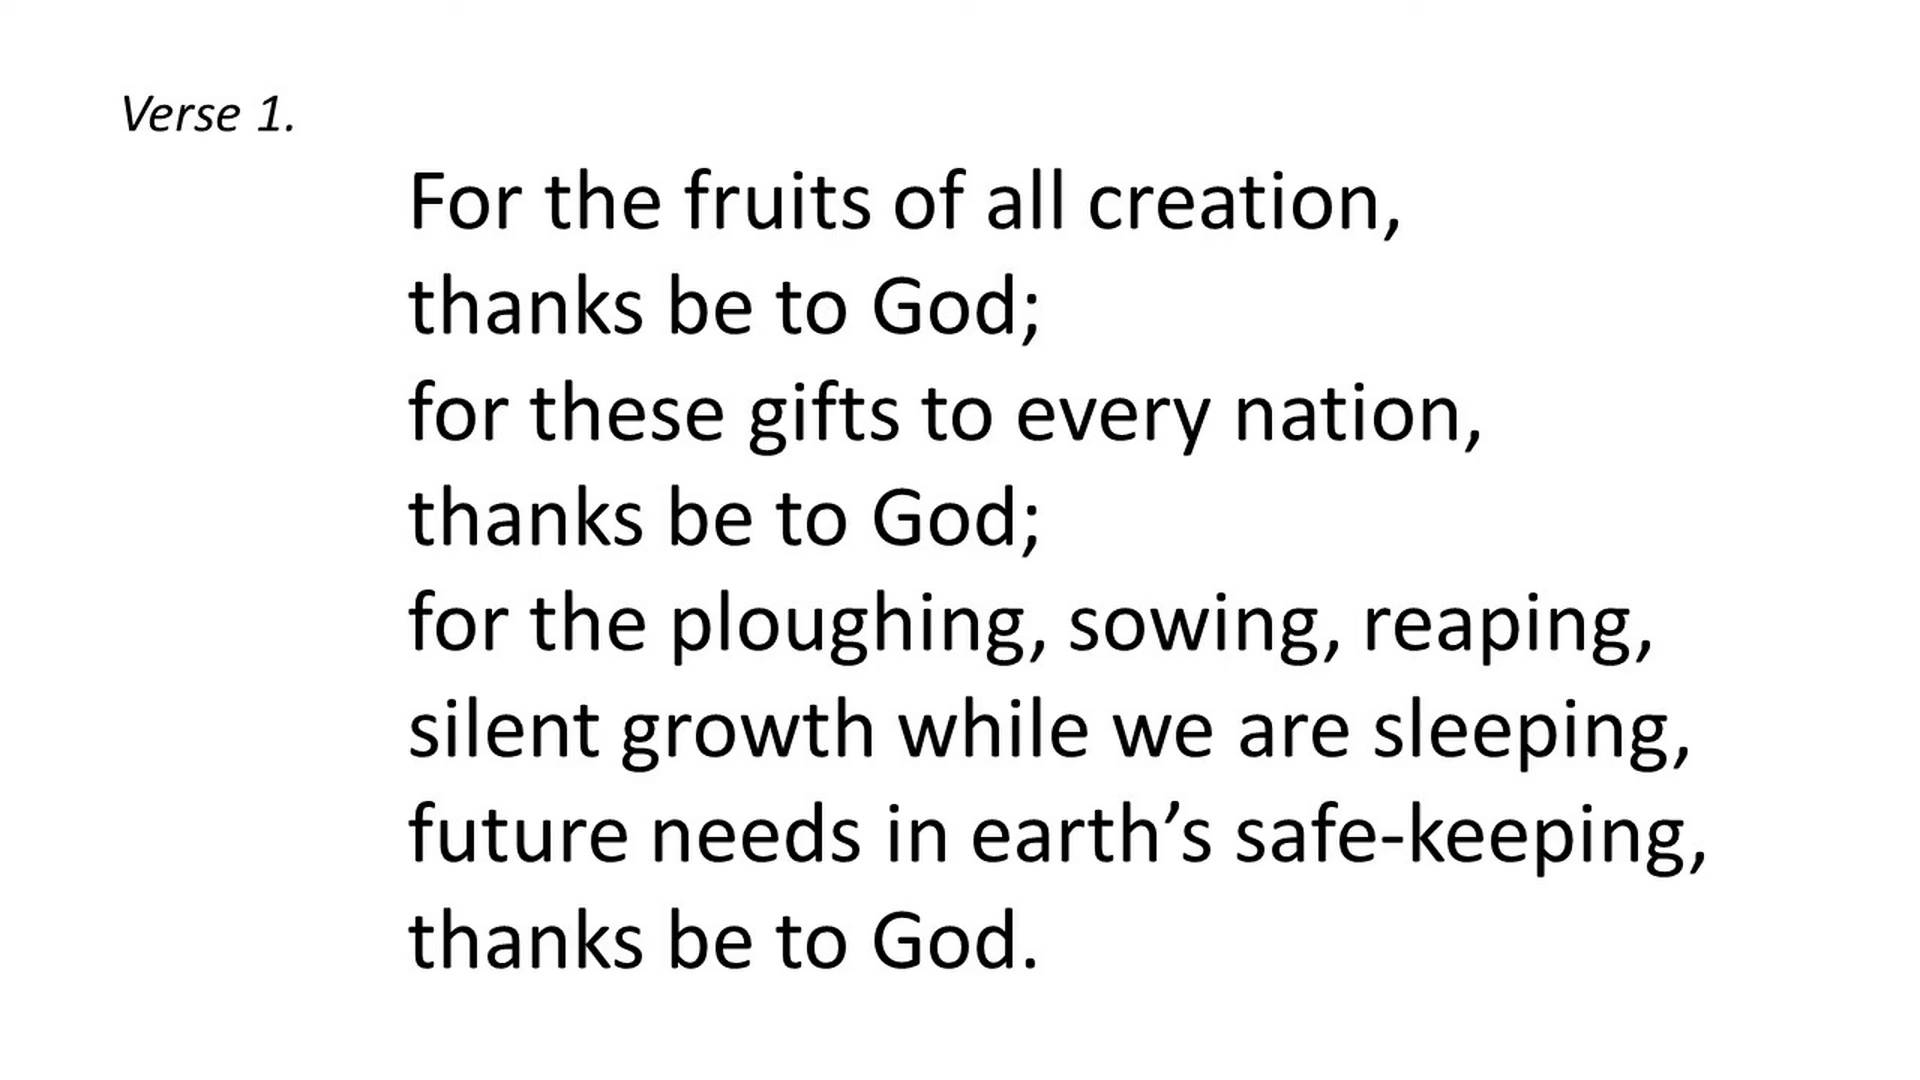 Verse 1.
For the fruits of all creation,
thanks be to God;
for these gifts to every nation,
thanks be to God;
for the ploughing, sowing, reaping,
silent growth while we are sleeping,
future needs in earth’s safe-keeping,
thanks be to God.